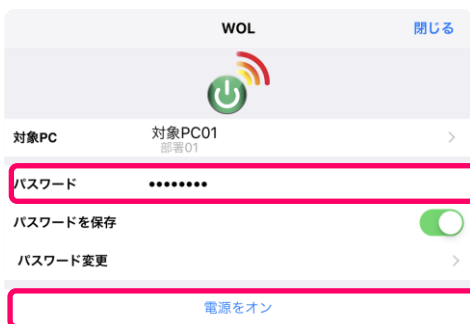 WOL 閉じる
対象PC 対象PC01
部署01
パスワード ••••••••
パスワードを保存
パスワード変更
電源をオン